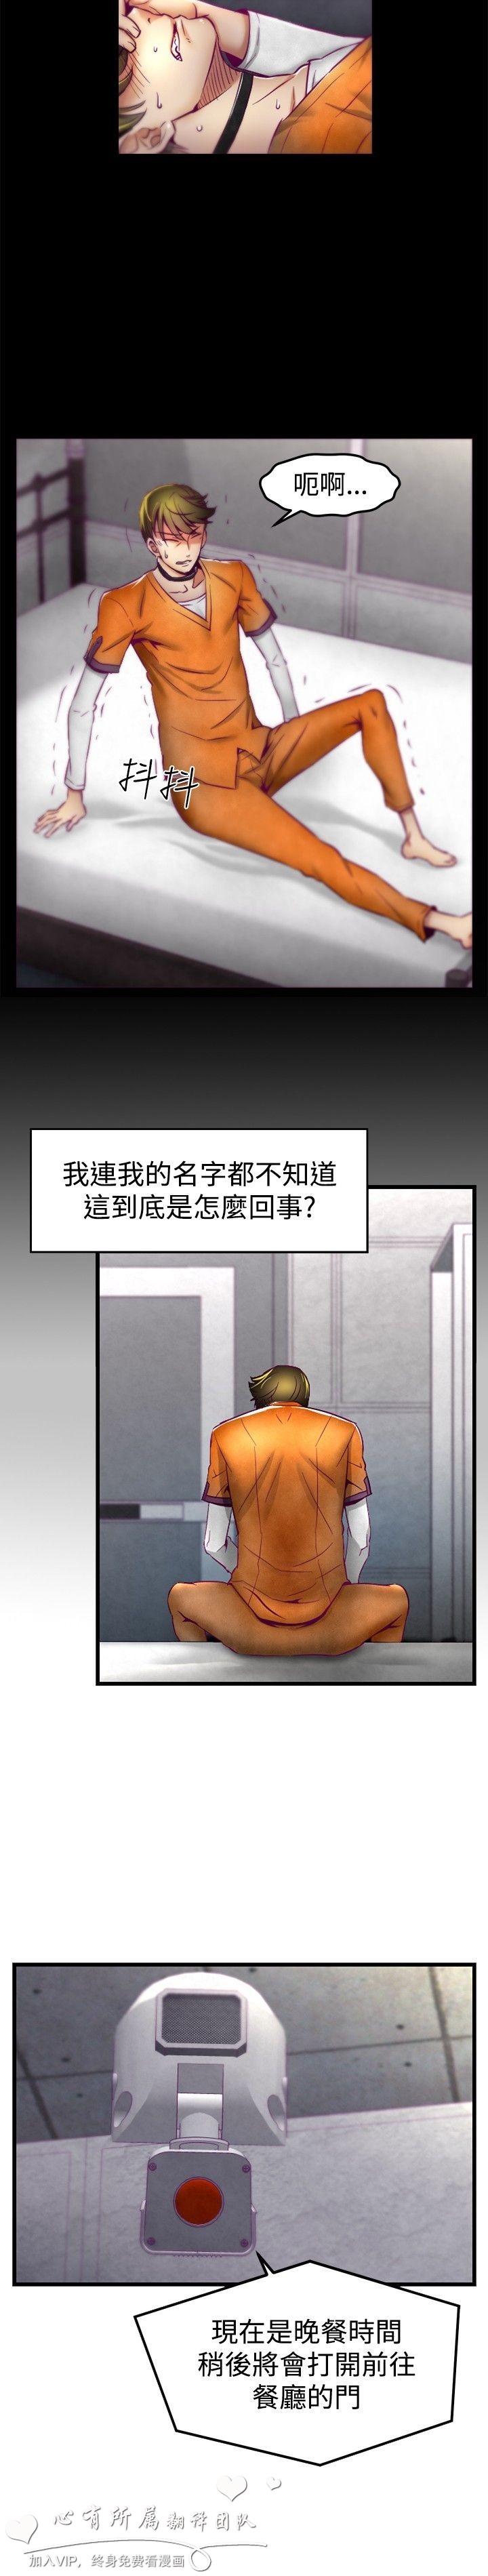 呃啊...
抖抖
我連我的名字都不知道
這到底是怎麼回事?
現在是晚餐時間
稍後將會打開前往
餐廳的門
心有所属翻译团队
加入VIP，终身免费看漫画